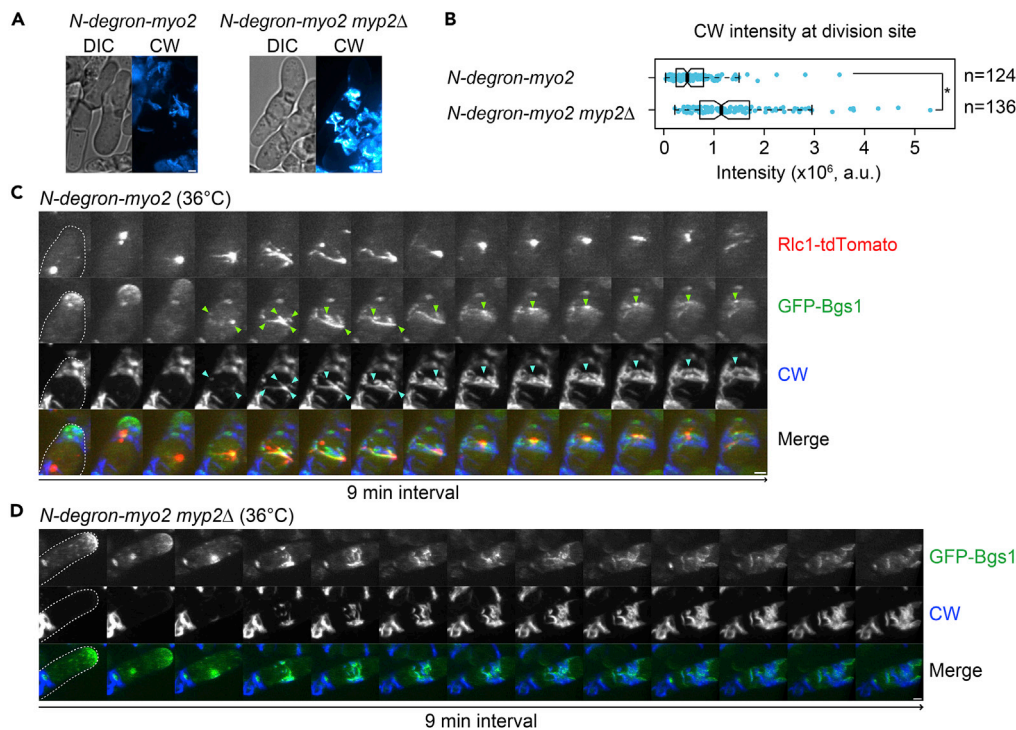 A
N-degron-myo2
N-degron-myo2 myp2Δ
DIC
CW
DIC
CW
B
CW intensity at division site
N-degron-myo2
N-degron-myo2 myp2Δ
n=124
n=136
*
0
1
2
3
4
5
Intensity (x10⁶, a.u.)
C
N-degron-myo2 (36°C)
Rlc1-tdTomato
GFP-Bgs1
CW
Merge
9 min interval
D
N-degron-myo2 myp2Δ (36°C)
GFP-Bgs1
CW
Merge
9 min interval